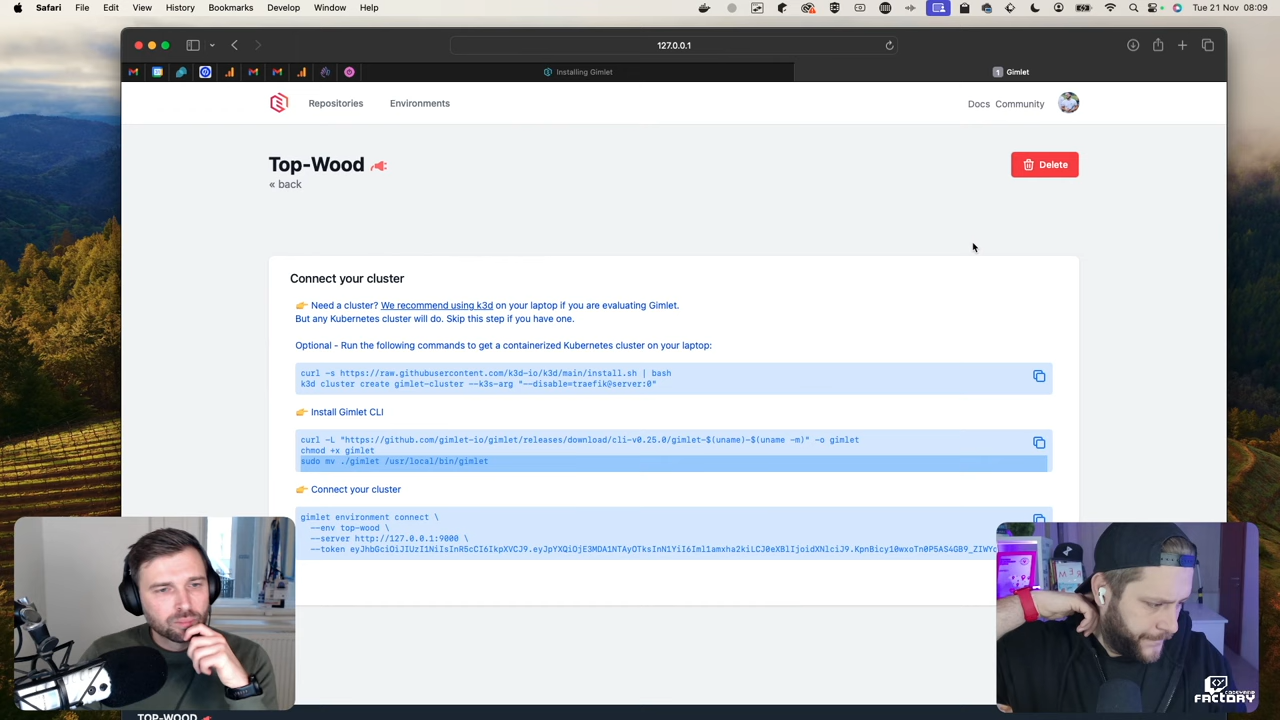 Safari File Edit View History Bookmarks Develop Window Help Tue 21 Nov 08:09
127.0.0.1
Installing Gimlet 1 Gimlet
Repositories Environments Docs Community
Top-Wood
« back
Delete
Connect your cluster
👉 Need a cluster? We recommend using k3d on your laptop if you are evaluating Gimlet.
But any Kubernetes cluster will do. Skip this step if you have one.
Optional - Run the following commands to get a containerized Kubernetes cluster on your laptop:
curl -s https://raw.githubusercontent.com/k3d-io/k3d/main/install.sh | bash
k3d cluster create gimlet-cluster --k3s-arg "--disable=traefik@server:0"
👉 Install Gimlet CLI
curl -L "https://github.com/gimlet-io/gimlet/releases/download/cli-v0.25.0/gimlet-$(uname)-$(uname -m)" -o gimlet
chmod +x gimlet
sudo mv ./gimlet /usr/local/bin/gimlet
👉 Connect your cluster
gimlet environment connect \
--env top-wood \
--server http://127.0.0.1:9000 \
--token
TOP-WOOD
CODEVEND
FACTORY